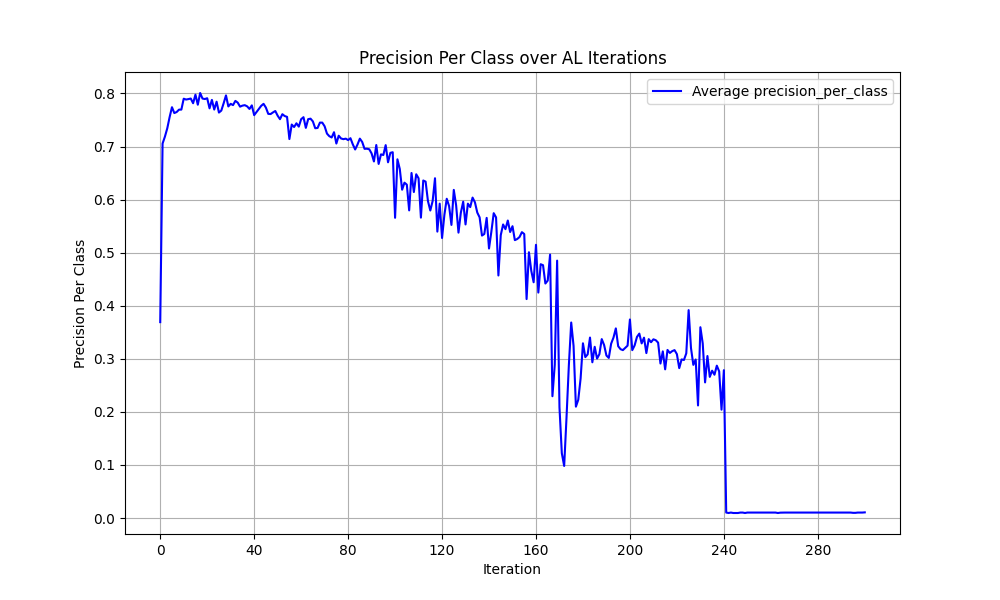 Precision Per Class over AL Iterations
Average precision_per_class
Precision Per Class
0.8
0.7
0.6
0.5
0.4
0.3
0.2
0.1
0.0
0 40 80 120 160 200 240 280
Iteration